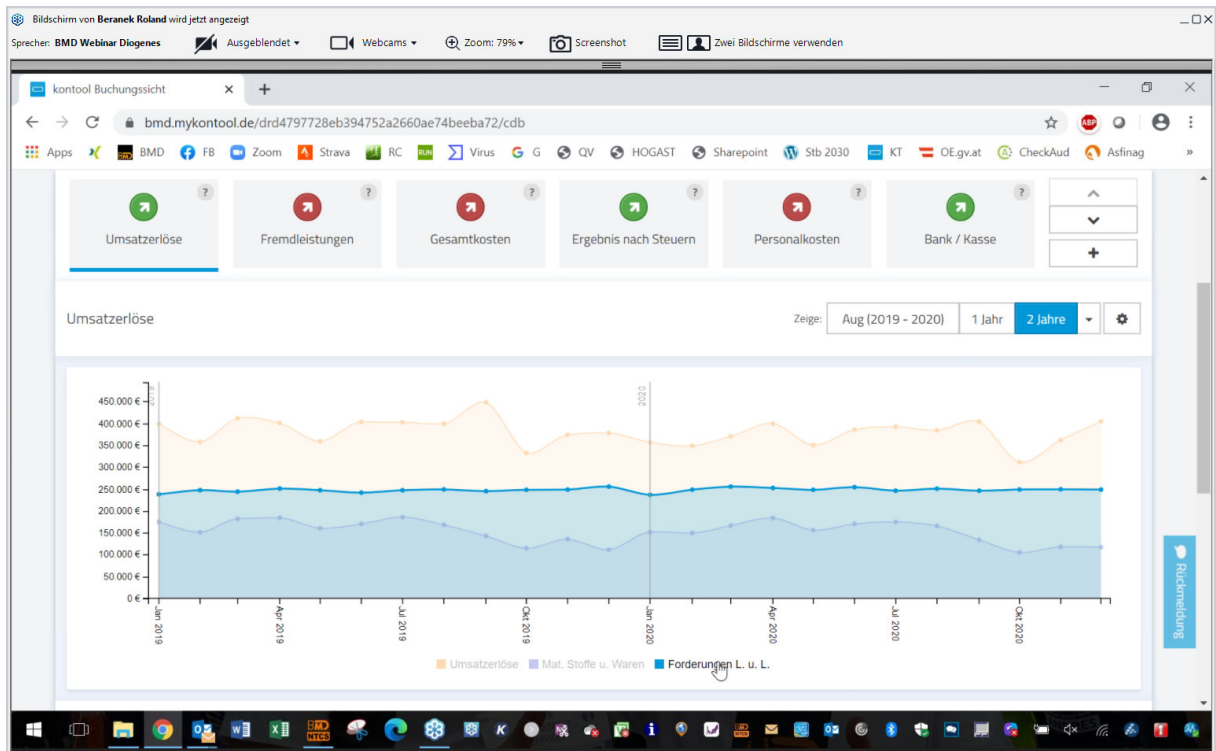 Bildschirm von Beranek Roland wird jetzt angezeigt
Sprecher: BMD Webinar Diogenes Ausgeblendet Webcams Zoom: 79% Screenshot Zwei Bildschirme verwenden
kontool Buchungssicht
bmd.mykontool.de/drd4797728eb394752a2660ae74beeba72/cdb ABP
Apps BMD FB Zoom Strava RC RUN Virus G QV HOGAST Sharepoint Stb 2030 KT OE.gv.at CheckAud Asfinag »
? ? ? ? ? ?
Umsatzerlöse Fremdleistungen Gesamtkosten Ergebnis nach Steuern Personalkosten Bank / Kasse
Umsatzerlöse Zeige: Aug (2019 - 2020) 1 Jahr 2 Jahre
2019 2020
450.000 €
400.000 €
350.000 €
300.000 €
250.000 €
200.000 €
150.000 €
100.000 €
50.000 €
0 €
Jan 2019 Apr 2019 Jul 2019 Okt 2019 Jan 2020 Apr 2020 Jul 2020 Okt 2020
Umsatzerlöse Mat. Stoffe u. Waren Forderungen L. u. L.
Rückmeldung
BMD
NTCS